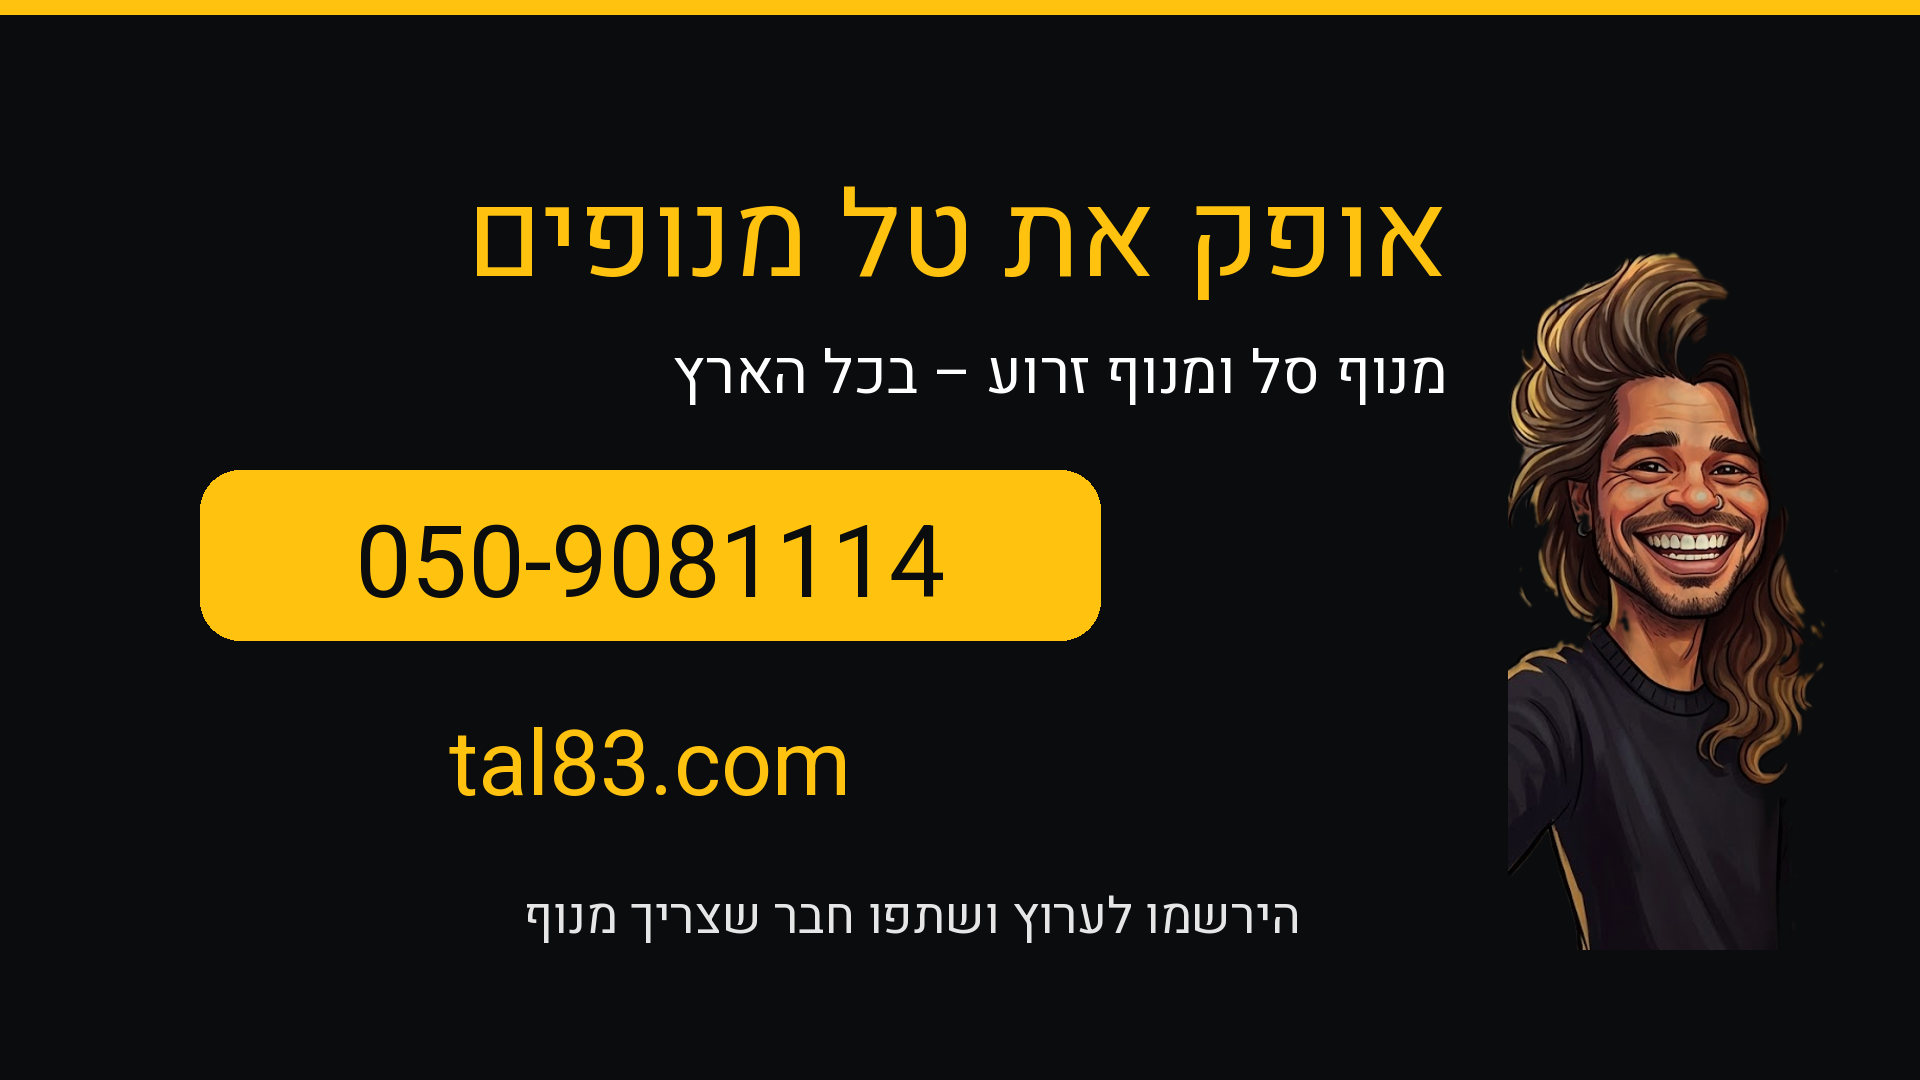 אופק את טל מנופים
מנוף סל ומנוף זרוע – בכל הארץ
050-9081114
tal83.com
הירשמו לערוץ ושתפו חבר שצריך מנוף